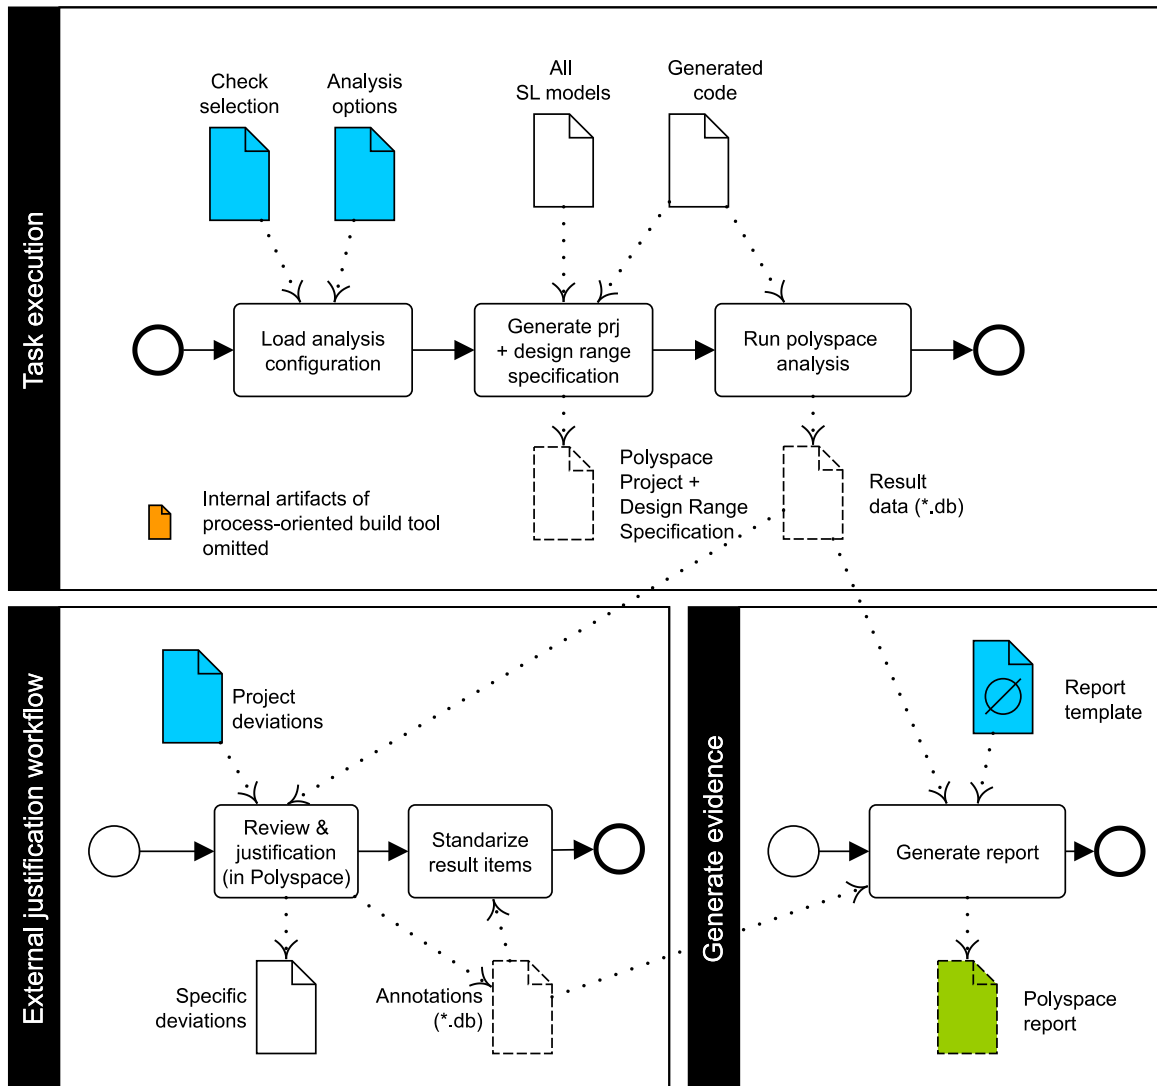 Task execution
Check
selection
Analysis
options
All
SL models
Generated
code
Load analysis
configuration
Generate prj
+ design range
specification
Run polyspace
analysis
Polyspace
Project +
Design Range
Specification
Result
data (*.db)
Internal artifacts of
process-oriented build tool
omitted
External justification workflow
Project
deviations
Review &
justification
(in Polyspace)
Standarize
result items
Specific
deviations
Annotations
(*.db)
Generate evidence
Report
template
Generate report
Polyspace
report